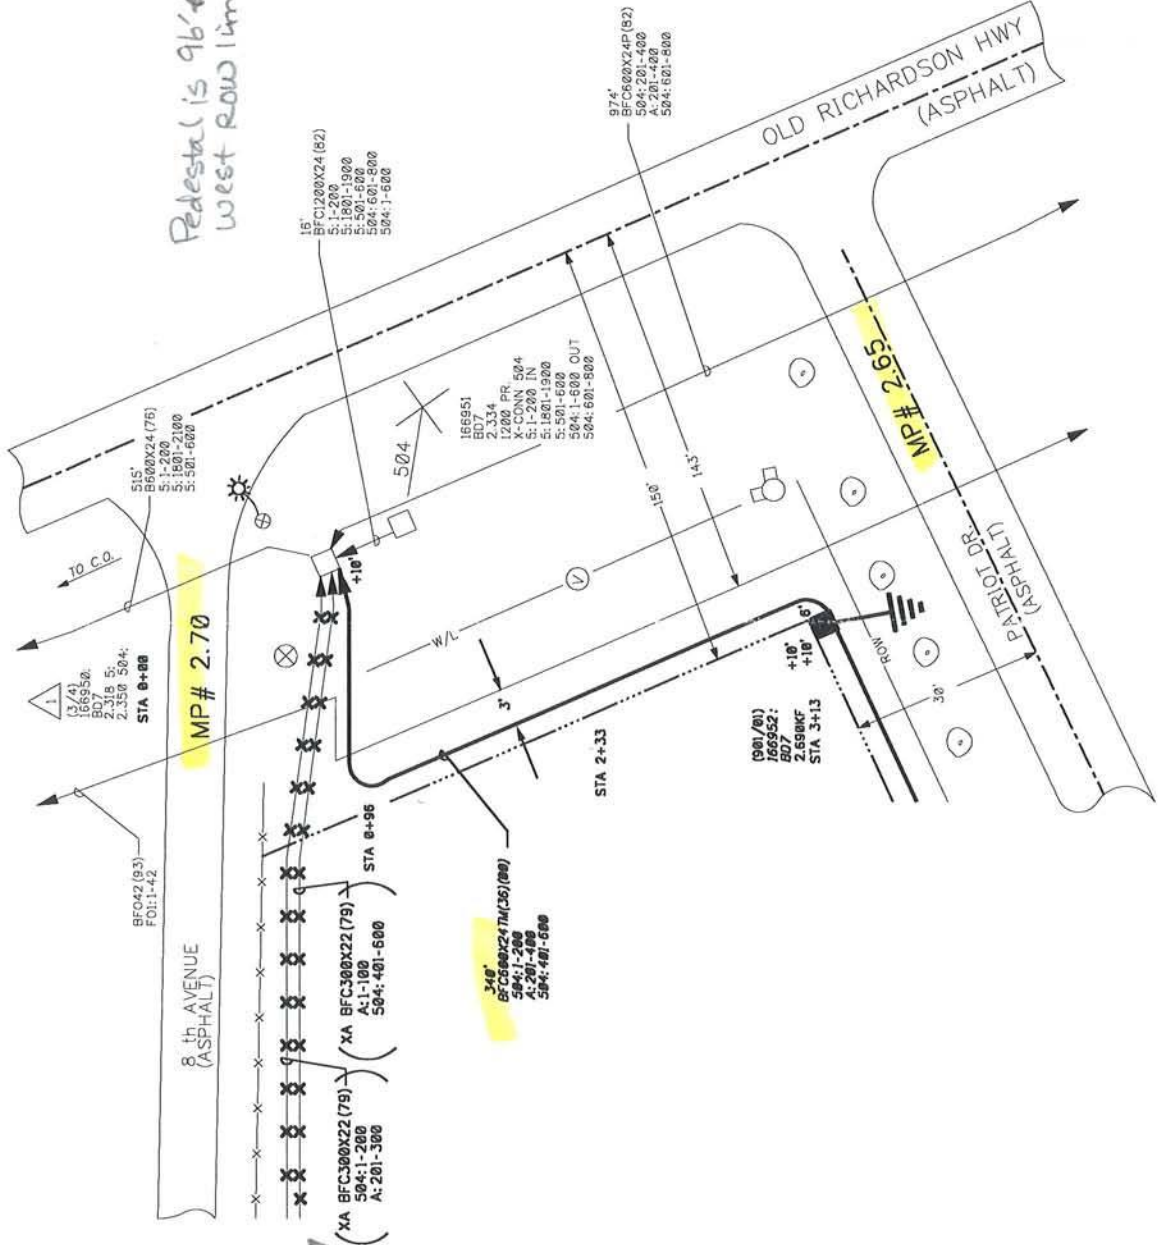 Pedestal is 96'
west ROW lim
974'
BFC600X24P(82)
504:201-400
A:201-400
504:601-800
OLD RICHARDSON HWY
(ASPHALT)
16'
BFC1200X24(82)
5:1-200
5:1801-1900
5:501-600
504:601-800
504:1-600
515'
B600X24(76)
5:1-200
5:1801-2100
5:501-600
TO C.O.
1
(3/4)
166950:
BD7
2.318 5:
2.350 504:
STA 0+00
MP# 2.70
504
166951
BD7
2.334
1200 PR.
X-CONN 504
5:1-200 IN
5:1801-1900
5:501-600
504:1-600 OUT
504:601-800
+10'
150'
143'
MP# 2.65
V
W/L
3'
6'
+10'
+10'
ROW
PATRIOT DR.
(ASPHALT)
30'
(901/01)
166952:
BD7
2.690KF
STA 3+13
STA 2+33
STA 0+96
BFO42(93)
FO1:1-42
8 th AVENUE
(ASPHALT)
340'
BFC600X24TM(36)(00)
504:1-200
A:201-400
504:401-600
XA BFC300X22(79)
A:1-100
504:401-600
XA BFC300X22(79)
504:1-200
A:201-300